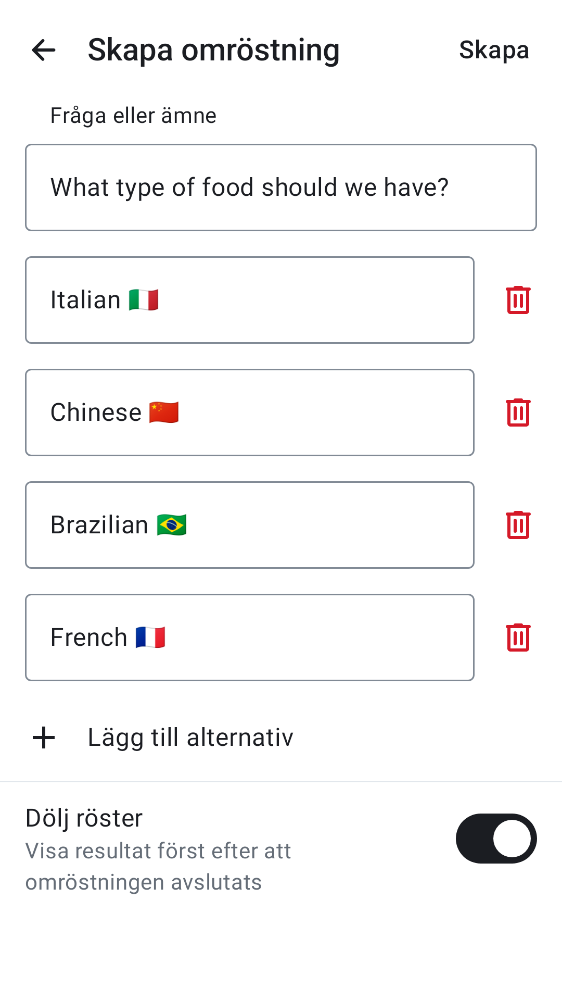 Skapa omröstning
Skapa
Fråga eller ämne
What type of food should we have?
Italian 🇮🇹
Chinese 🇨🇳
Brazilian 🇧🇷
French 🇫🇷
Lägg till alternativ
Dölj röster
Visa resultat först efter att
omröstningen avslutats